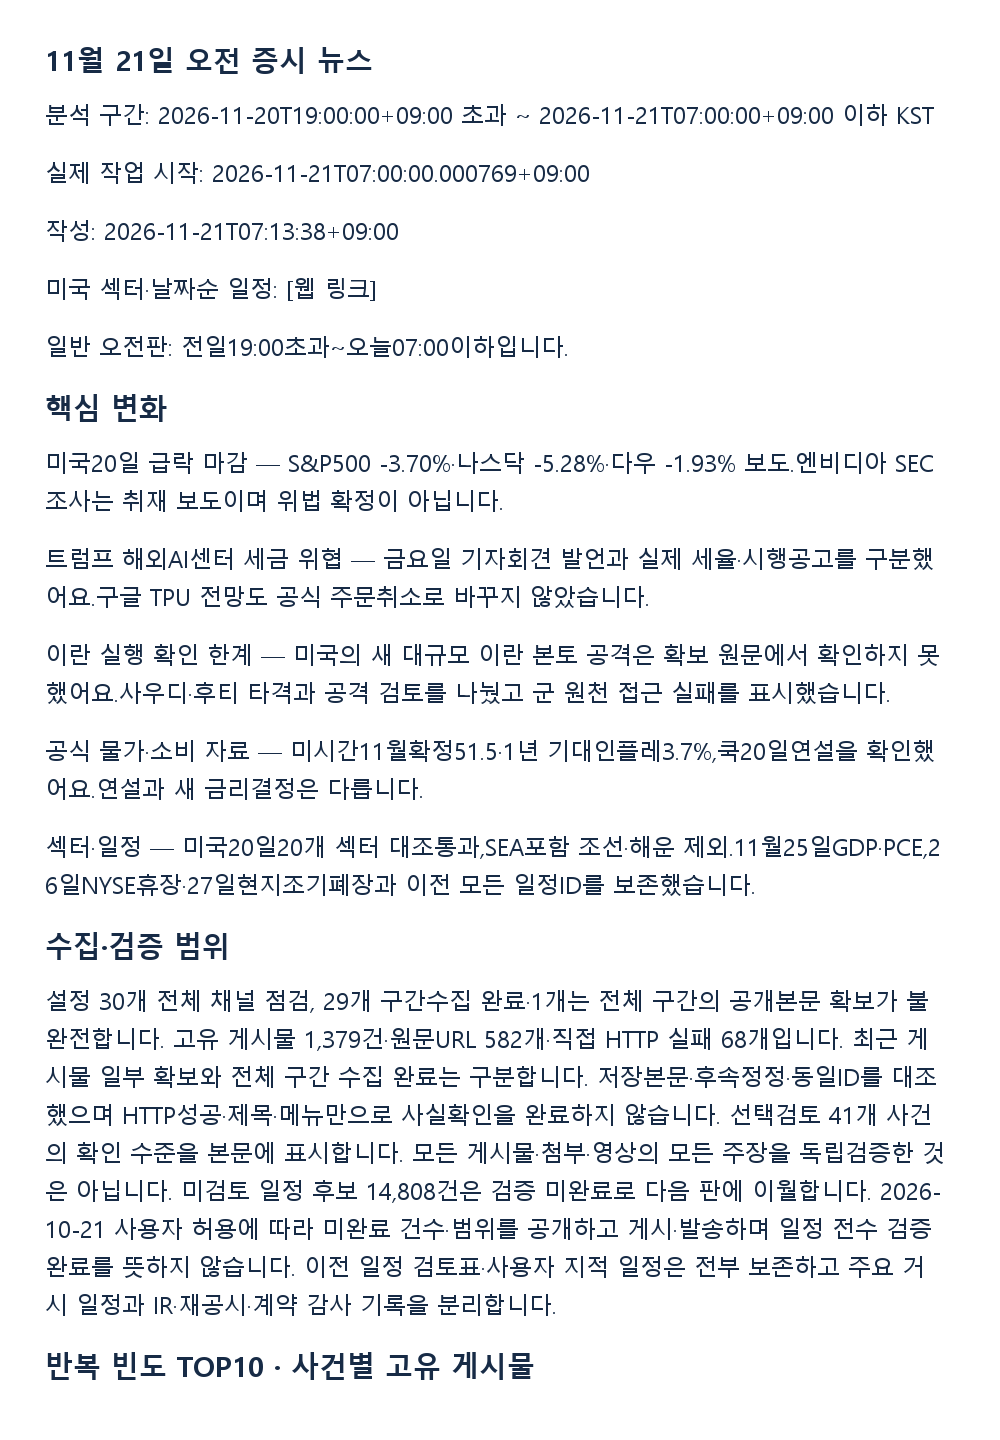 11월 21일 오전 증시 뉴스
분석 구간: 2026-11-20T19:00:00+09:00 초과 ~ 2026-11-21T07:00:00+09:00 이하 KST
실제 작업 시작: 2026-11-21T07:00:00.000769+09:00
작성: 2026-11-21T07:13:38+09:00
미국 섹터·날짜순 일정: [웹 링크]
일반 오전판: 전일19:00초과~오늘07:00이하입니다.
핵심 변화
미국20일 급락 마감 — S&P500 -3.70%·나스닥 -5.28%·다우 -1.93% 보도.엔비디아 SEC
조사는 취재 보도이며 위법 확정이 아닙니다.
트럼프 해외AI센터 세금 위협 — 금요일 기자회견 발언과 실제 세율·시행공고를 구분했
어요.구글 TPU 전망도 공식 주문취소로 바꾸지 않았습니다.
이란 실행 확인 한계 — 미국의 새 대규모 이란 본토 공격은 확보 원문에서 확인하지 못
했어요.사우디·후티 타격과 공격 검토를 나눴고 군 원천 접근 실패를 표시했습니다.
공식 물가·소비 자료 — 미시간11월확정51.5·1년 기대인플레3.7%,쿡20일연설을 확인했
어요.연설과 새 금리결정은 다릅니다.
섹터·일정 — 미국20일20개 섹터 대조통과,SEA포함 조선·해운 제외.11월25일GDP·PCE,2
6일NYSE휴장·27일현지조기폐장과 이전 모든 일정ID를 보존했습니다.
수집·검증 범위
설정 30개 전체 채널 점검, 29개 구간수집 완료·1개는 전체 구간의 공개본문 확보가 불
완전합니다. 고유 게시물 1,379건·원문URL 582개·직접 HTTP 실패 68개입니다. 최근 게
시물 일부 확보와 전체 구간 수집 완료는 구분합니다. 저장본문·후속정정·동일ID를 대조
했으며 HTTP성공·제목·메뉴만으로 사실확인을 완료하지 않습니다. 선택검토 41개 사건
의 확인 수준을 본문에 표시합니다. 모든 게시물·첨부·영상의 모든 주장을 독립검증한 것
은 아닙니다. 미검토 일정 후보 14,808건은 검증 미완료로 다음 판에 이월합니다. 2026-
10-21 사용자 허용에 따라 미완료 건수·범위를 공개하고 게시·발송하며 일정 전수 검증
완료를 뜻하지 않습니다. 이전 일정 검토표·사용자 지적 일정은 전부 보존하고 주요 거
시 일정과 IR·재공시·계약 감사 기록을 분리합니다.
반복 빈도 TOP10 · 사건별 고유 게시물